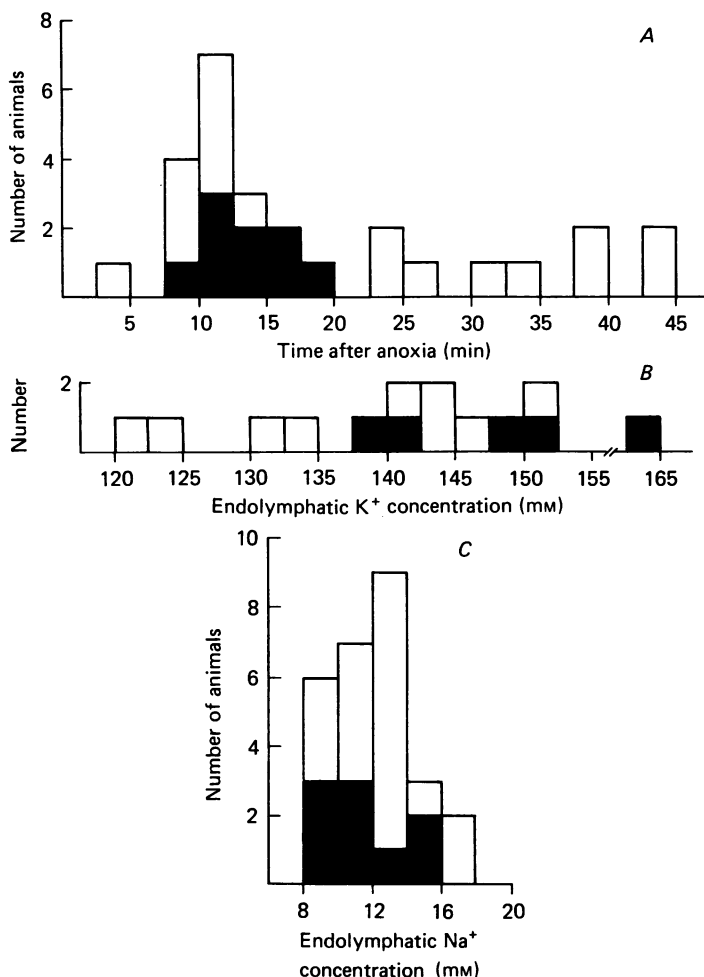 A
8
6
4
2
Number of animals
5 10 15 20 25 30 35 40 45
Time after anoxia (min)
B
2
Number
120 125 130 135 140 145 150 155 165
Endolymphatic K⁺ concentration (mM)
C
10
8
6
4
2
Number of animals
8 12 16 20
Endolymphatic Na⁺
concentration (mM)